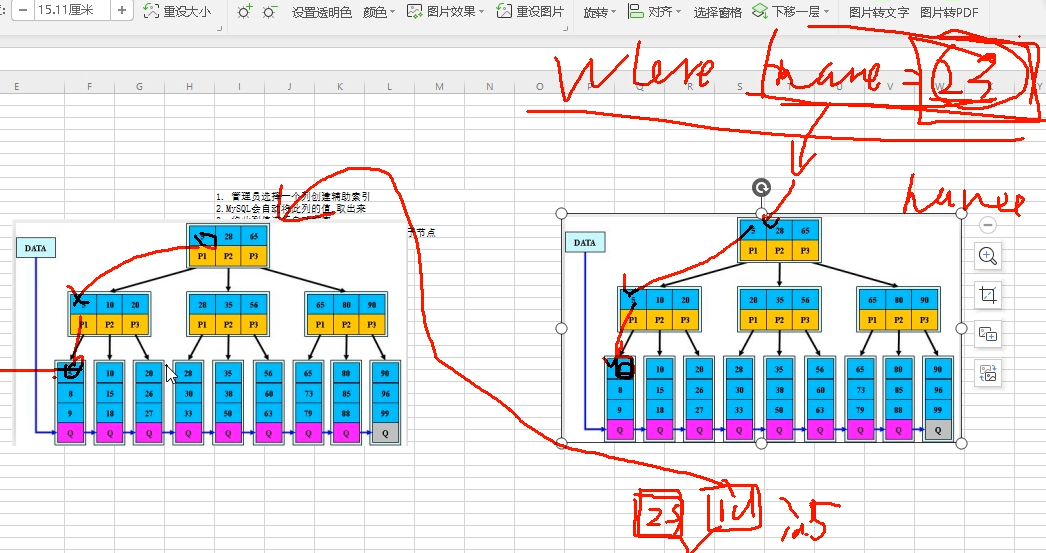 15.11厘米 重设大小 设置透明色 颜色 图片效果 重设图片 旋转 对齐 选择窗格 下移一层 图片转文字 图片转PDF
E F G H I J K L M N O Q R S V
where name = 23
name
1. 管理员选择一个列创建辅助索引
2.MySQL会自动将此列的值 取出来
子节点
DATA
28 65
P1 P2 P3
10 20 28 35 56 65 80 90
P1 P2 P3 P1 P2 P3 P1 P2 P3
10 20 28 35 56 65 80 90
8 15 26 30 38 60 73 85 96
9 18 27 33 50 63 79 88 99
Q Q Q Q Q Q Q Q Q
DATA
5 28 65
P1 P2 P3
5 10 20 28 35 56 65 80 90
P1 P2 P3 P1 P2 P3 P1 P2 P3
10 20 28 35 56 65 80 90
8 15 26 30 38 60 73 85 96
9 18 27 33 50 63 79 88 99
Q Q Q Q Q Q Q Q Q
23 id id.5